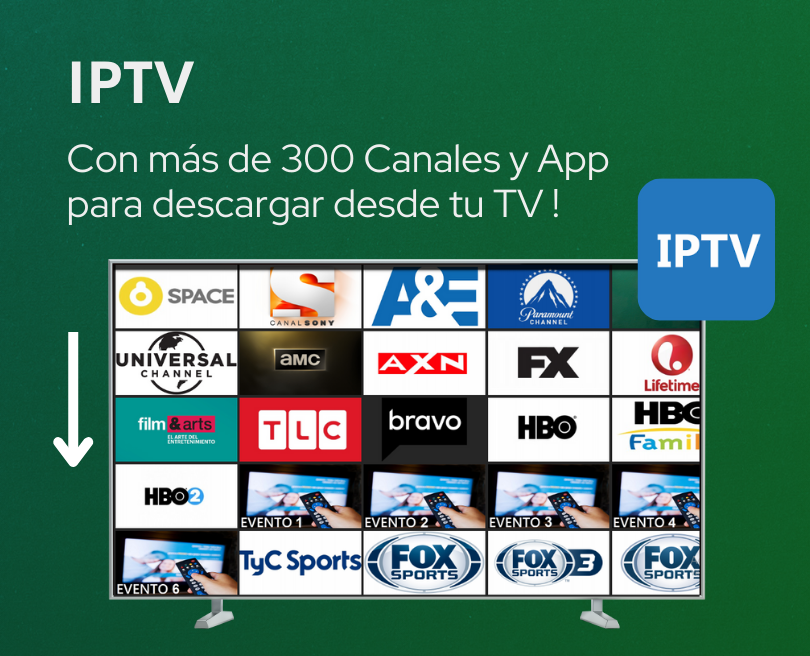 IPTV
Con más de 300 Canales y App
para descargar desde tu TV !
IPTV
SPACE
CANAL SONY
A&E
Paramount
CHANNEL
UNIVERSAL
CHANNEL
aMC
AXN
FX
Lifetime
film & arts
EL ARTE DEL
ENTRETENIMIENTO
TLC
bravo
HBO
HBO
Famil
HBO2
EVENTO 1
EVENTO 2
EVENTO 3
EVENTO 4
EVENTO 6
TyC Sports
FOX
SPORTS
FOX
SPORTS
3
FOX
SPORTS